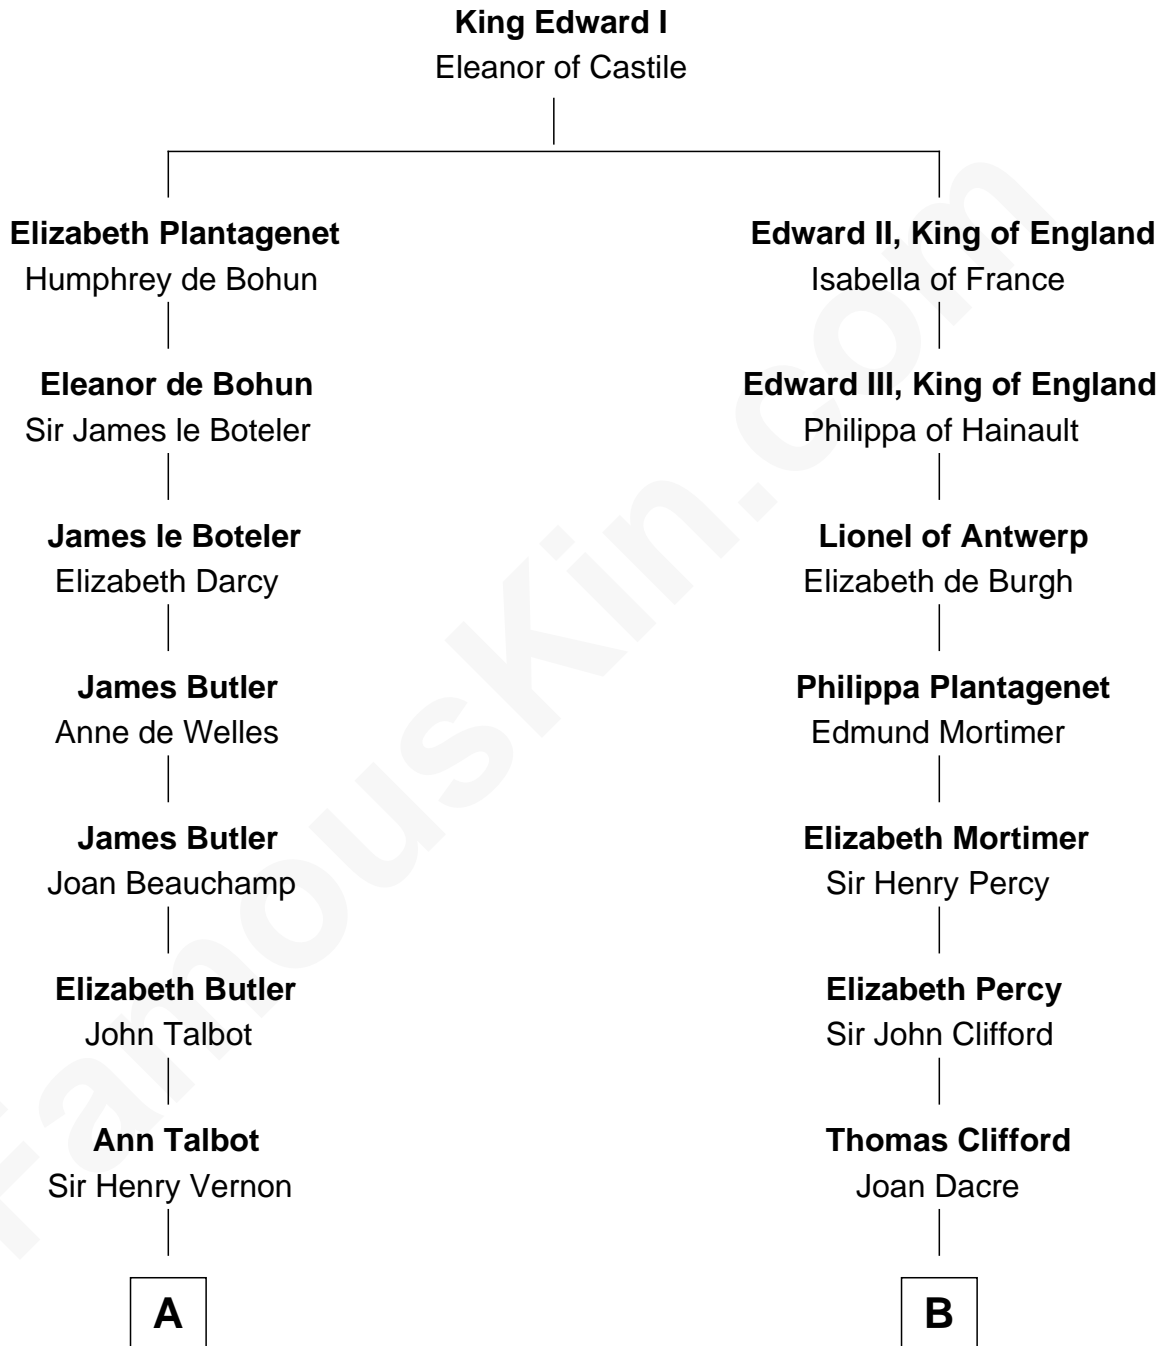 King Edward I
Eleanor of Castile
Elizabeth Plantagenet
Humphrey de Bohun
Edward II, King of England
Isabella of France
Eleanor de Bohun
Sir James le Boteler
Edward III, King of England
Philippa of Hainault
James le Boteler
Elizabeth Darcy
Lionel of Antwerp
Elizabeth de Burgh
James Butler
Anne de Welles
Philippa Plantagenet
Edmund Mortimer
James Butler
Joan Beauchamp
Elizabeth Mortimer
Sir Henry Percy
Elizabeth Butler
John Talbot
Elizabeth Percy
Sir John Clifford
Ann Talbot
Sir Henry Vernon
Thomas Clifford
Joan Dacre
A
B
FamousKin.com